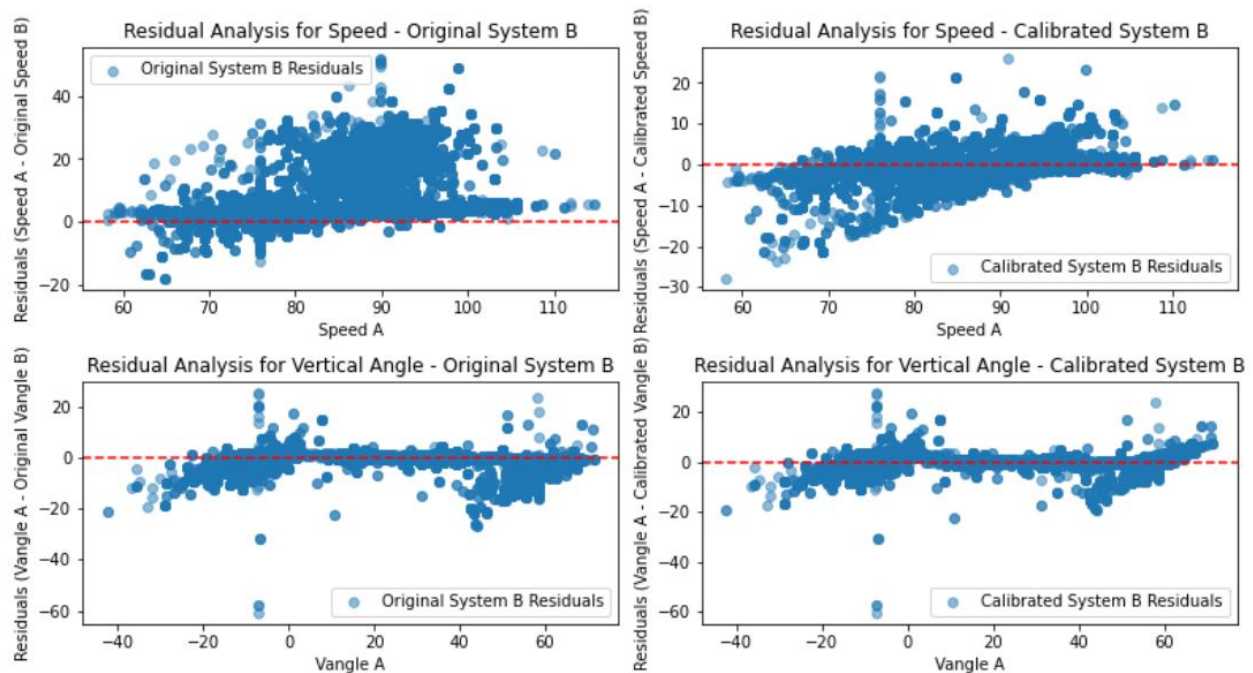 Residual Analysis for Speed - Original System B
Residuals (Speed A - Original Speed B)
Original System B Residuals
40
20
0
−20
60 70 80 90 100 110
Speed A
Residual Analysis for Speed - Calibrated System B
Residuals (Speed A - Calibrated Speed B)
20
10
0
−10
−20
−30
Calibrated System B Residuals
60 70 80 90 100 110
Speed A
Residual Analysis for Vertical Angle - Original System B
Residuals (Vangle A - Original Vangle B)
20
0
−20
−40
−60
Original System B Residuals
−40 −20 0 20 40 60
Vangle A
Residual Analysis for Vertical Angle - Calibrated System B
Residuals (Vangle A - Calibrated Vangle B)
20
0
−20
−40
−60
Calibrated System B Residuals
−40 −20 0 20 40 60
Vangle A